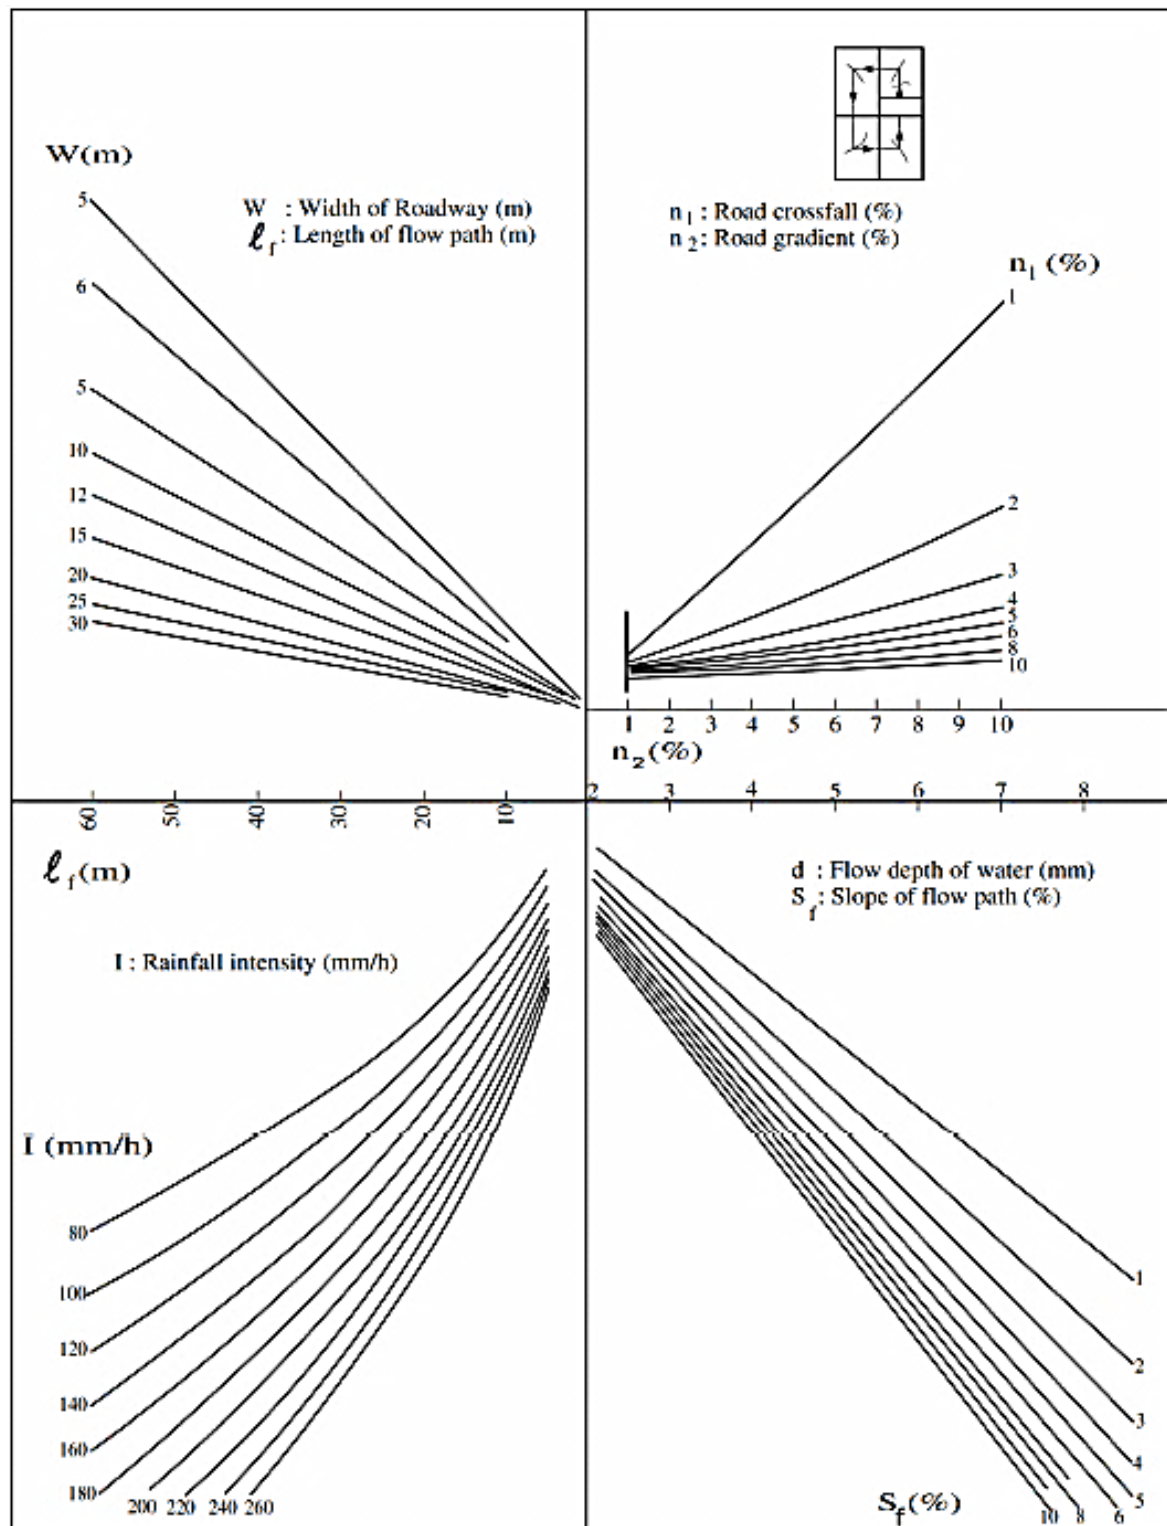 W(m)
5
6
5
10
12
15
20
25
30
W : Width of Roadway (m)
ℓf: Length of flow path (m)
n1 : Road crossfall (%)
n2: Road gradient (%)
n1 (%)
1
2
3
4
5
6
8
10
1 2 3 4 5 6 7 8 9 10
n2(%)
60 50 40 30 20 10
ℓf(m)
2 3 4 5 6 7 8
d : Flow depth of water (mm)
Sf: Slope of flow path (%)
I : Rainfall intensity (mm/h)
I (mm/h)
80
100
120
140
160
180 200 220 240 260
1
2
3
4
5
Sf(%)
10 8 6